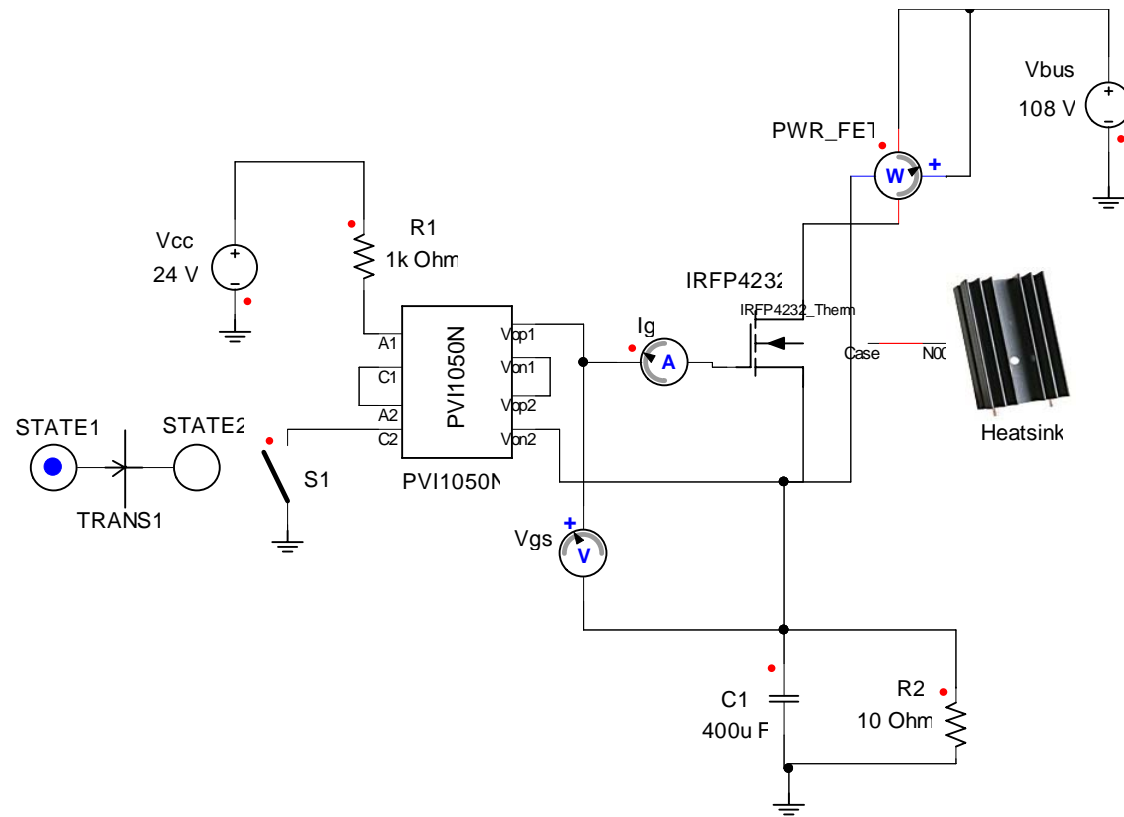 Vbus
108 V
PWR_FET
W
+
Vcc
24 V
R1
1k Ohm
IRFP4232
IRFP4232_Therm
Ig
A
Case
N00
Heatsink
A1
C1
A2
C2
PVI1050N
Vop1
Von1
Vop2
Von2
PVI1050N
STATE1
STATE2
TRANS1
S1
Vgs
+
V
C1
400u F
R2
10 Ohm